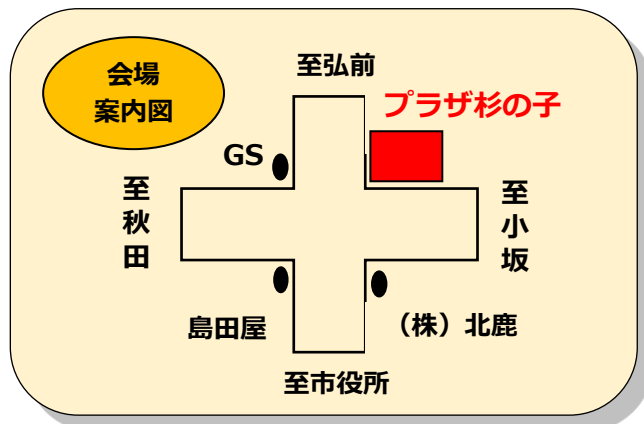 会場
案内図
至弘前
プラザ杉の子
GS
至秋田
至小坂
島田屋
（株）北鹿
至市役所